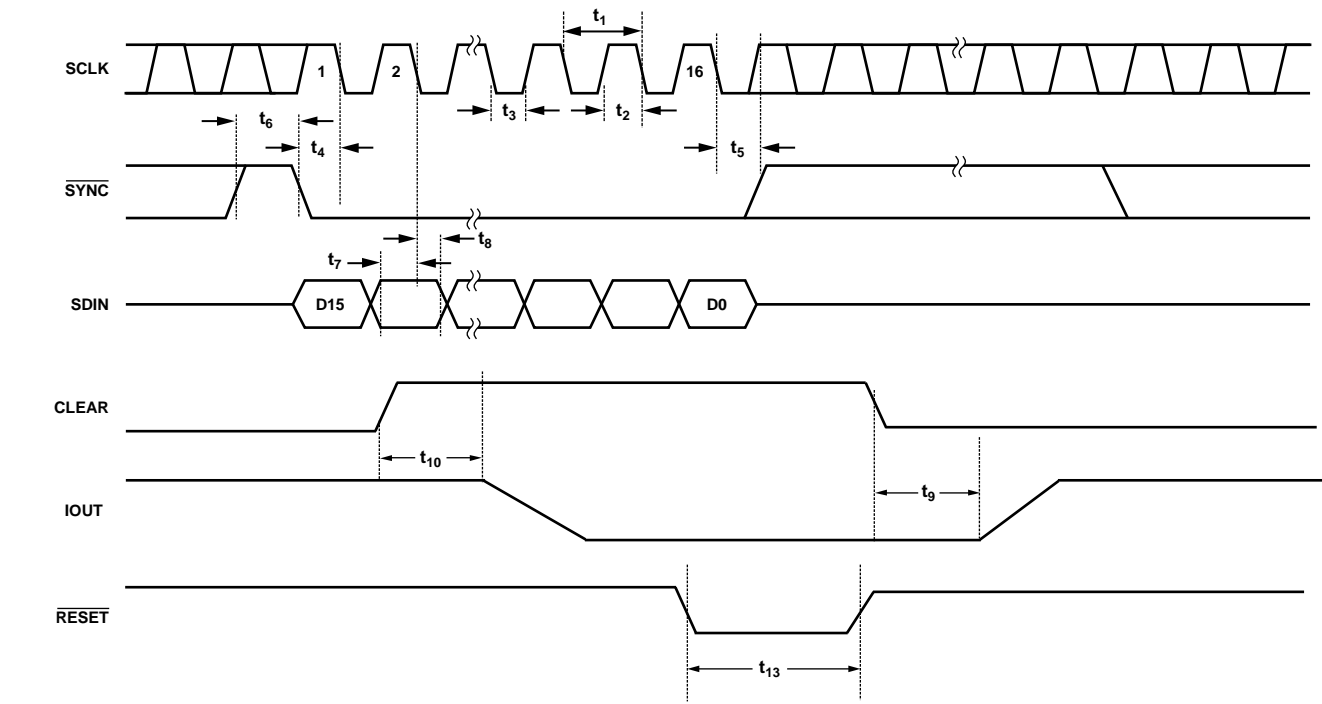 t1
SCLK
1
2
16
t3
t2
t6
t4
t5
SYNC
t8
t7
SDIN
D15
D0
CLEAR
t10
t9
IOUT
RESET
t13